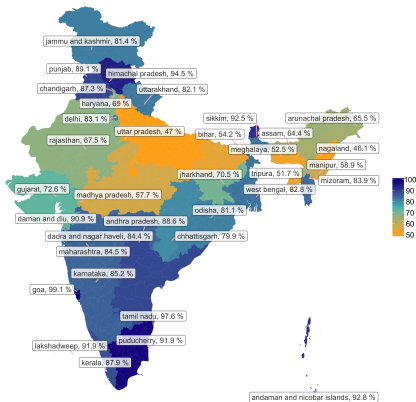 jammu and kashmir, 81.4 %
punjab, 89.1 %
himachal pradesh, 94.5 %
chandigarh, 87.3 %
uttarakhand, 82.1 %
haryana, 69 %
delhi, 83.1 %
uttar pradesh, 47 %
rajasthan, 67.5 %
sikkim, 92.5 %
arunachal pradesh, 65.5 %
bihar, 54.2 %
assam, 64.4 %
meghalaya, 52.5 %
nagaland, 46.1 %
manipur, 58.9 %
jharkhand, 70.5 %
tripura, 51.7 %
mizoram, 83.9 %
gujarat, 72.6 %
madhya pradesh, 57.7 %
west bengal, 82.8 %
daman and diu, 90.9 %
odisha, 81.1 %
andhra pradesh, 88.6 %
dadra and nagar haveli, 84.4 %
chhattisgarh, 79.9 %
maharashtra, 84.5 %
karnataka, 85.2 %
goa, 99.1 %
tamil nadu, 97.6 %
puducherry, 91.9 %
lakshadweep, 91.9 %
kerala, 87.9 %
andaman and nicobar islands, 92.8 %
100
90
80
70
60
50